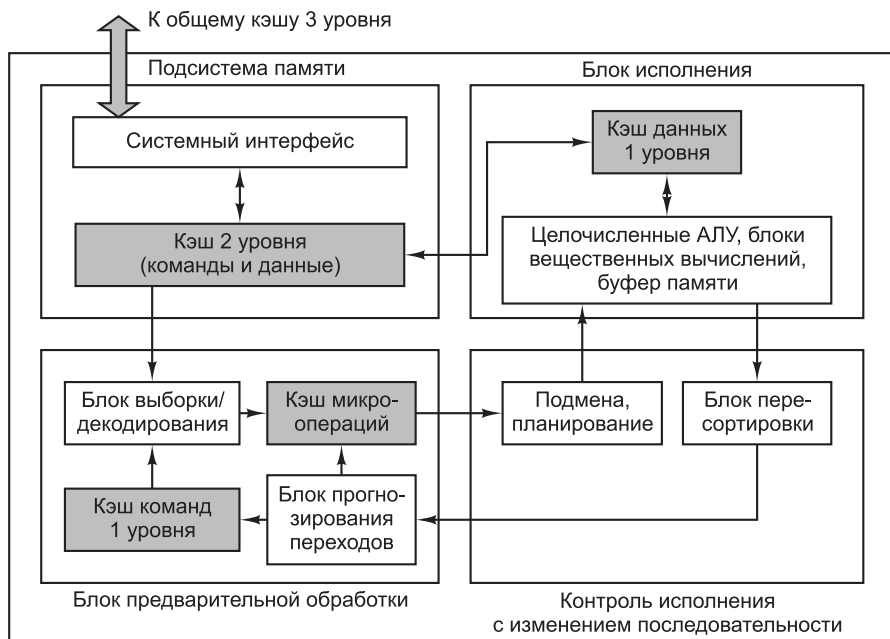 К общему кэшу 3 уровня
Подсистема памяти
Системный интерфейс
Кэш 2 уровня
(команды и данные)
Блок исполнения
Кэш данных
1 уровня
Целочисленные АЛУ, блоки
вещественных вычислений,
буфер памяти
Блок выборки/
декодирования
Кэш микро-
операций
Кэш команд
1 уровня
Блок прогно-
зирования
переходов
Блок предварительной обработки
Подмена,
планирование
Блок пере-
сортировки
Контроль исполнения
с изменением последовательности